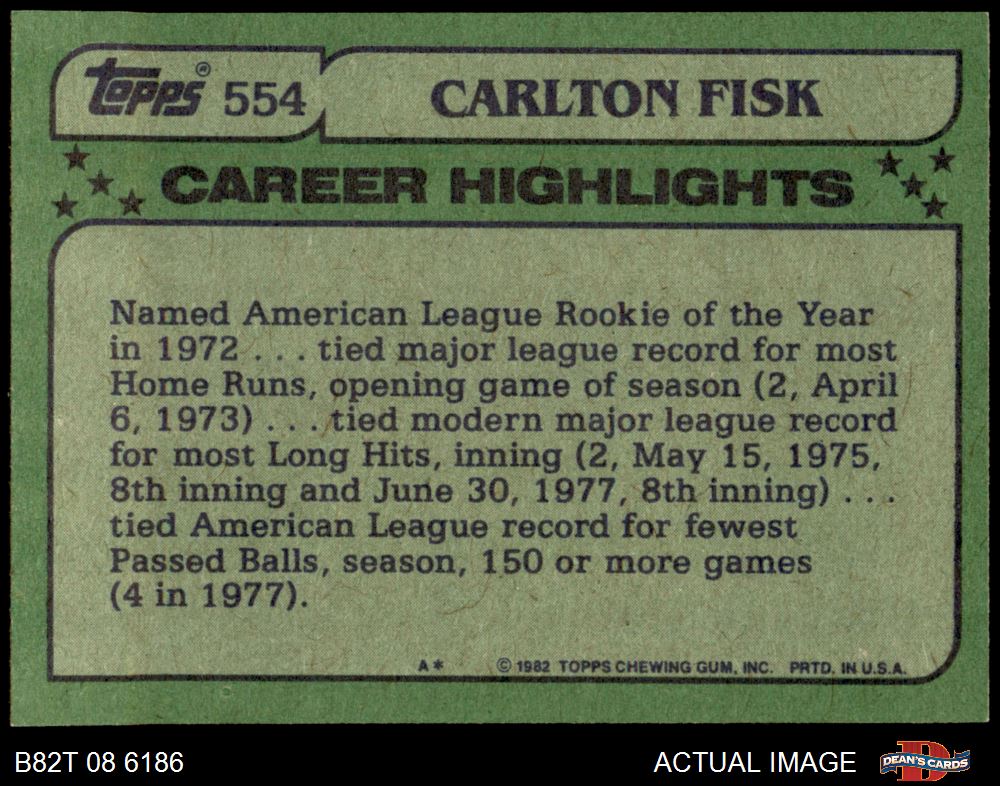 Topps® 554 CARLTON FISK
CAREER HIGHLIGHTS
Named American League Rookie of the Year
in 1972 . . . tied major league record for most
Home Runs, opening game of season (2, April
6, 1973) . . . tied modern major league record
for most Long Hits, inning (2, May 15, 1975,
8th inning and June 30, 1977, 8th inning) . . .
tied American League record for fewest
Passed Balls, season, 150 or more games
(4 in 1977).
A* © 1982 TOPPS CHEWING GUM, INC. PRTD. IN U.S.A.
B82T 08 6186 ACTUAL IMAGE D DEAN'S CARDS